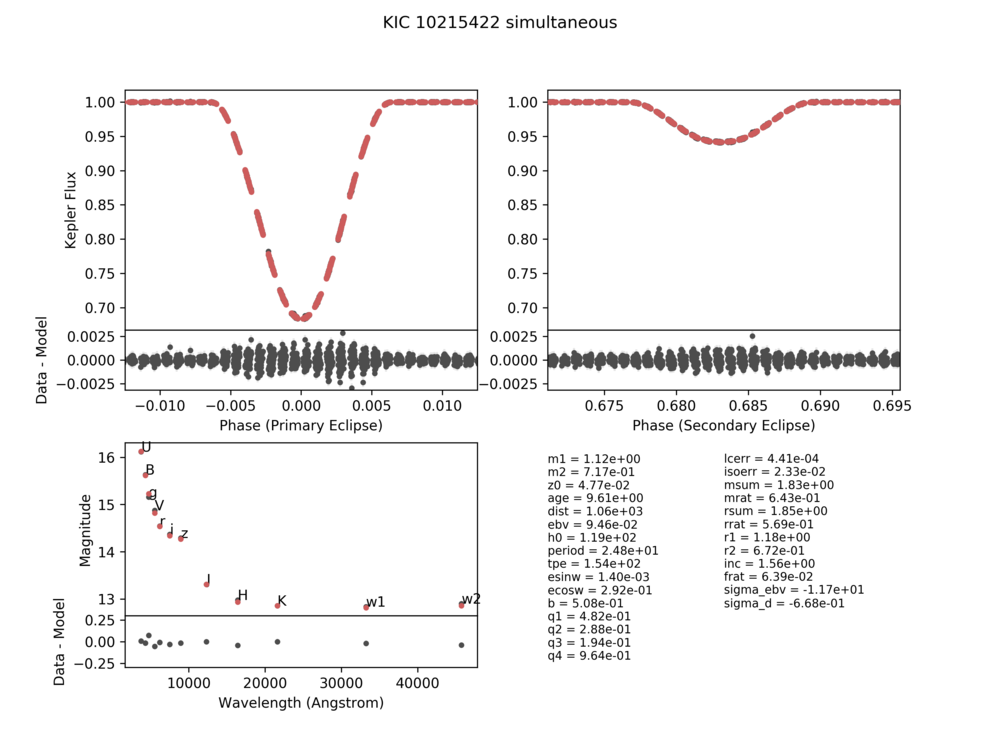 KIC 10215422 simultaneous
1.00
0.95
0.90
0.85
0.80
0.75
0.70
Kepler Flux
0.0025
0.0000
−0.0025
Data - Model
−0.010 −0.005 0.000 0.005 0.010
Phase (Primary Eclipse)
1.00
0.95
0.90
0.85
0.80
0.75
0.70
0.0025
0.0000
−0.0025
0.675 0.680 0.685 0.690 0.695
Phase (Secondary Eclipse)
16
15
14
13
Magnitude
U
B
g
V
r
i
z
J
H
K
w1
w2
0.25
0.00
−0.25
Data - Model
10000 20000 30000 40000
Wavelength (Angstrom)
m1 = 1.12e+00
m2 = 7.17e-01
z0 = 4.77e-02
age = 9.61e+00
dist = 1.06e+03
ebv = 9.46e-02
h0 = 1.19e+02
period = 2.48e+01
tpe = 1.54e+02
esinw = 1.40e-03
ecosw = 2.92e-01
b = 5.08e-01
q1 = 4.82e-01
q2 = 2.88e-01
q3 = 1.94e-01
q4 = 9.64e-01
lcerr = 4.41e-04
isoerr = 2.33e-02
msum = 1.83e+00
mrat = 6.43e-01
rsum = 1.85e+00
rrat = 5.69e-01
r1 = 1.18e+00
r2 = 6.72e-01
inc = 1.56e+00
frat = 6.39e-02
sigma_ebv = -1.17e+01
sigma_d = -6.68e-01